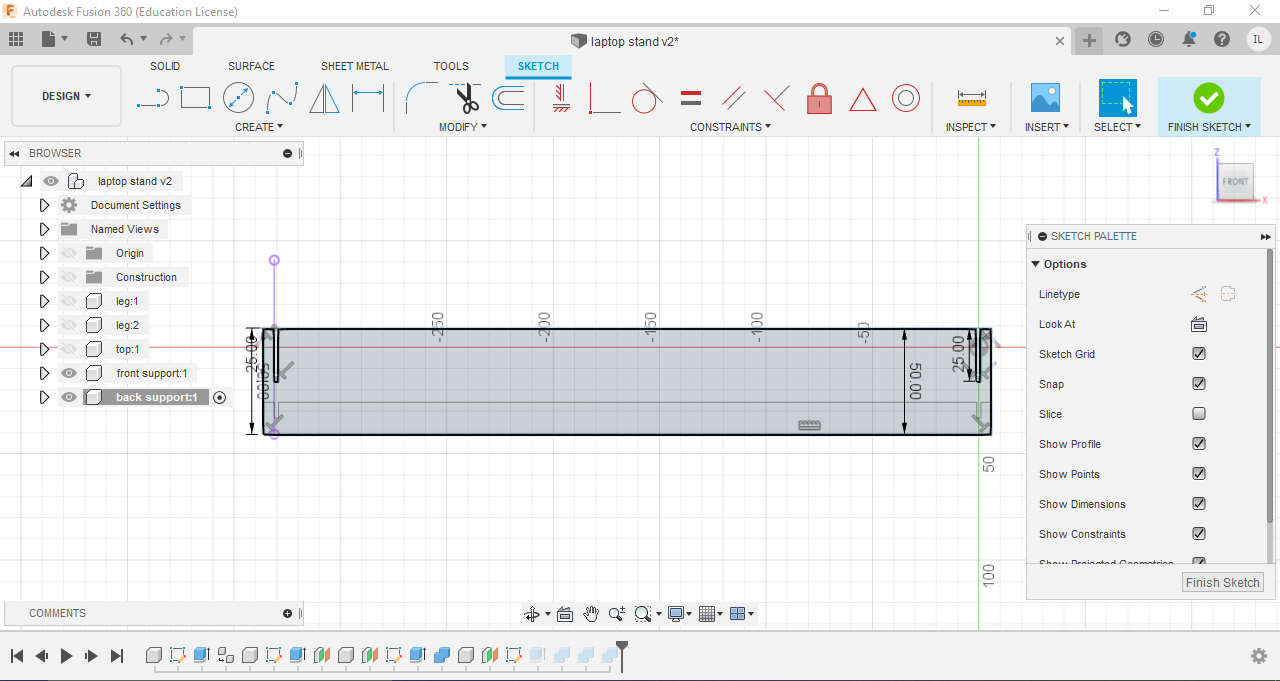 Autodesk Fusion 360 (Education License)
laptop stand v2*
IL
SOLID SURFACE SHEET METAL TOOLS SKETCH
DESIGN
CREATE MODIFY CONSTRAINTS INSPECT INSERT SELECT FINISH SKETCH
BROWSER
laptop stand v2
Document Settings
Named Views
Origin
Construction
leg:1
leg:2
top:1
front support:1
back support:1
Z
FRONT
X
-250 -200 -150 -100 -50
25.00
50.00
50.00
25.00
50
100
SKETCH PALETTE
Options
Linetype
Look At
Sketch Grid
Snap
Slice
Show Profile
Show Points
Show Dimensions
Show Constraints
Show Projected Geometries
Finish Sketch
COMMENTS